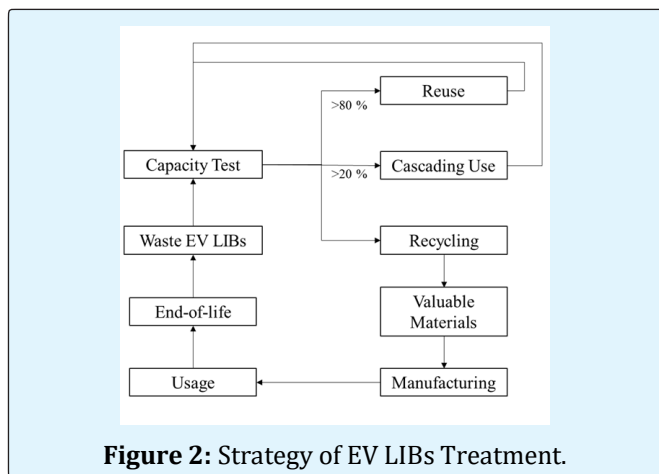 Reuse
>80 %
Capacity Test
Cascading Use
>20 %
Waste EV LIBs
Recycling
End-of-life
Valuable
Materials
Usage
Manufacturing
Figure 2: Strategy of EV LIBs Treatment.